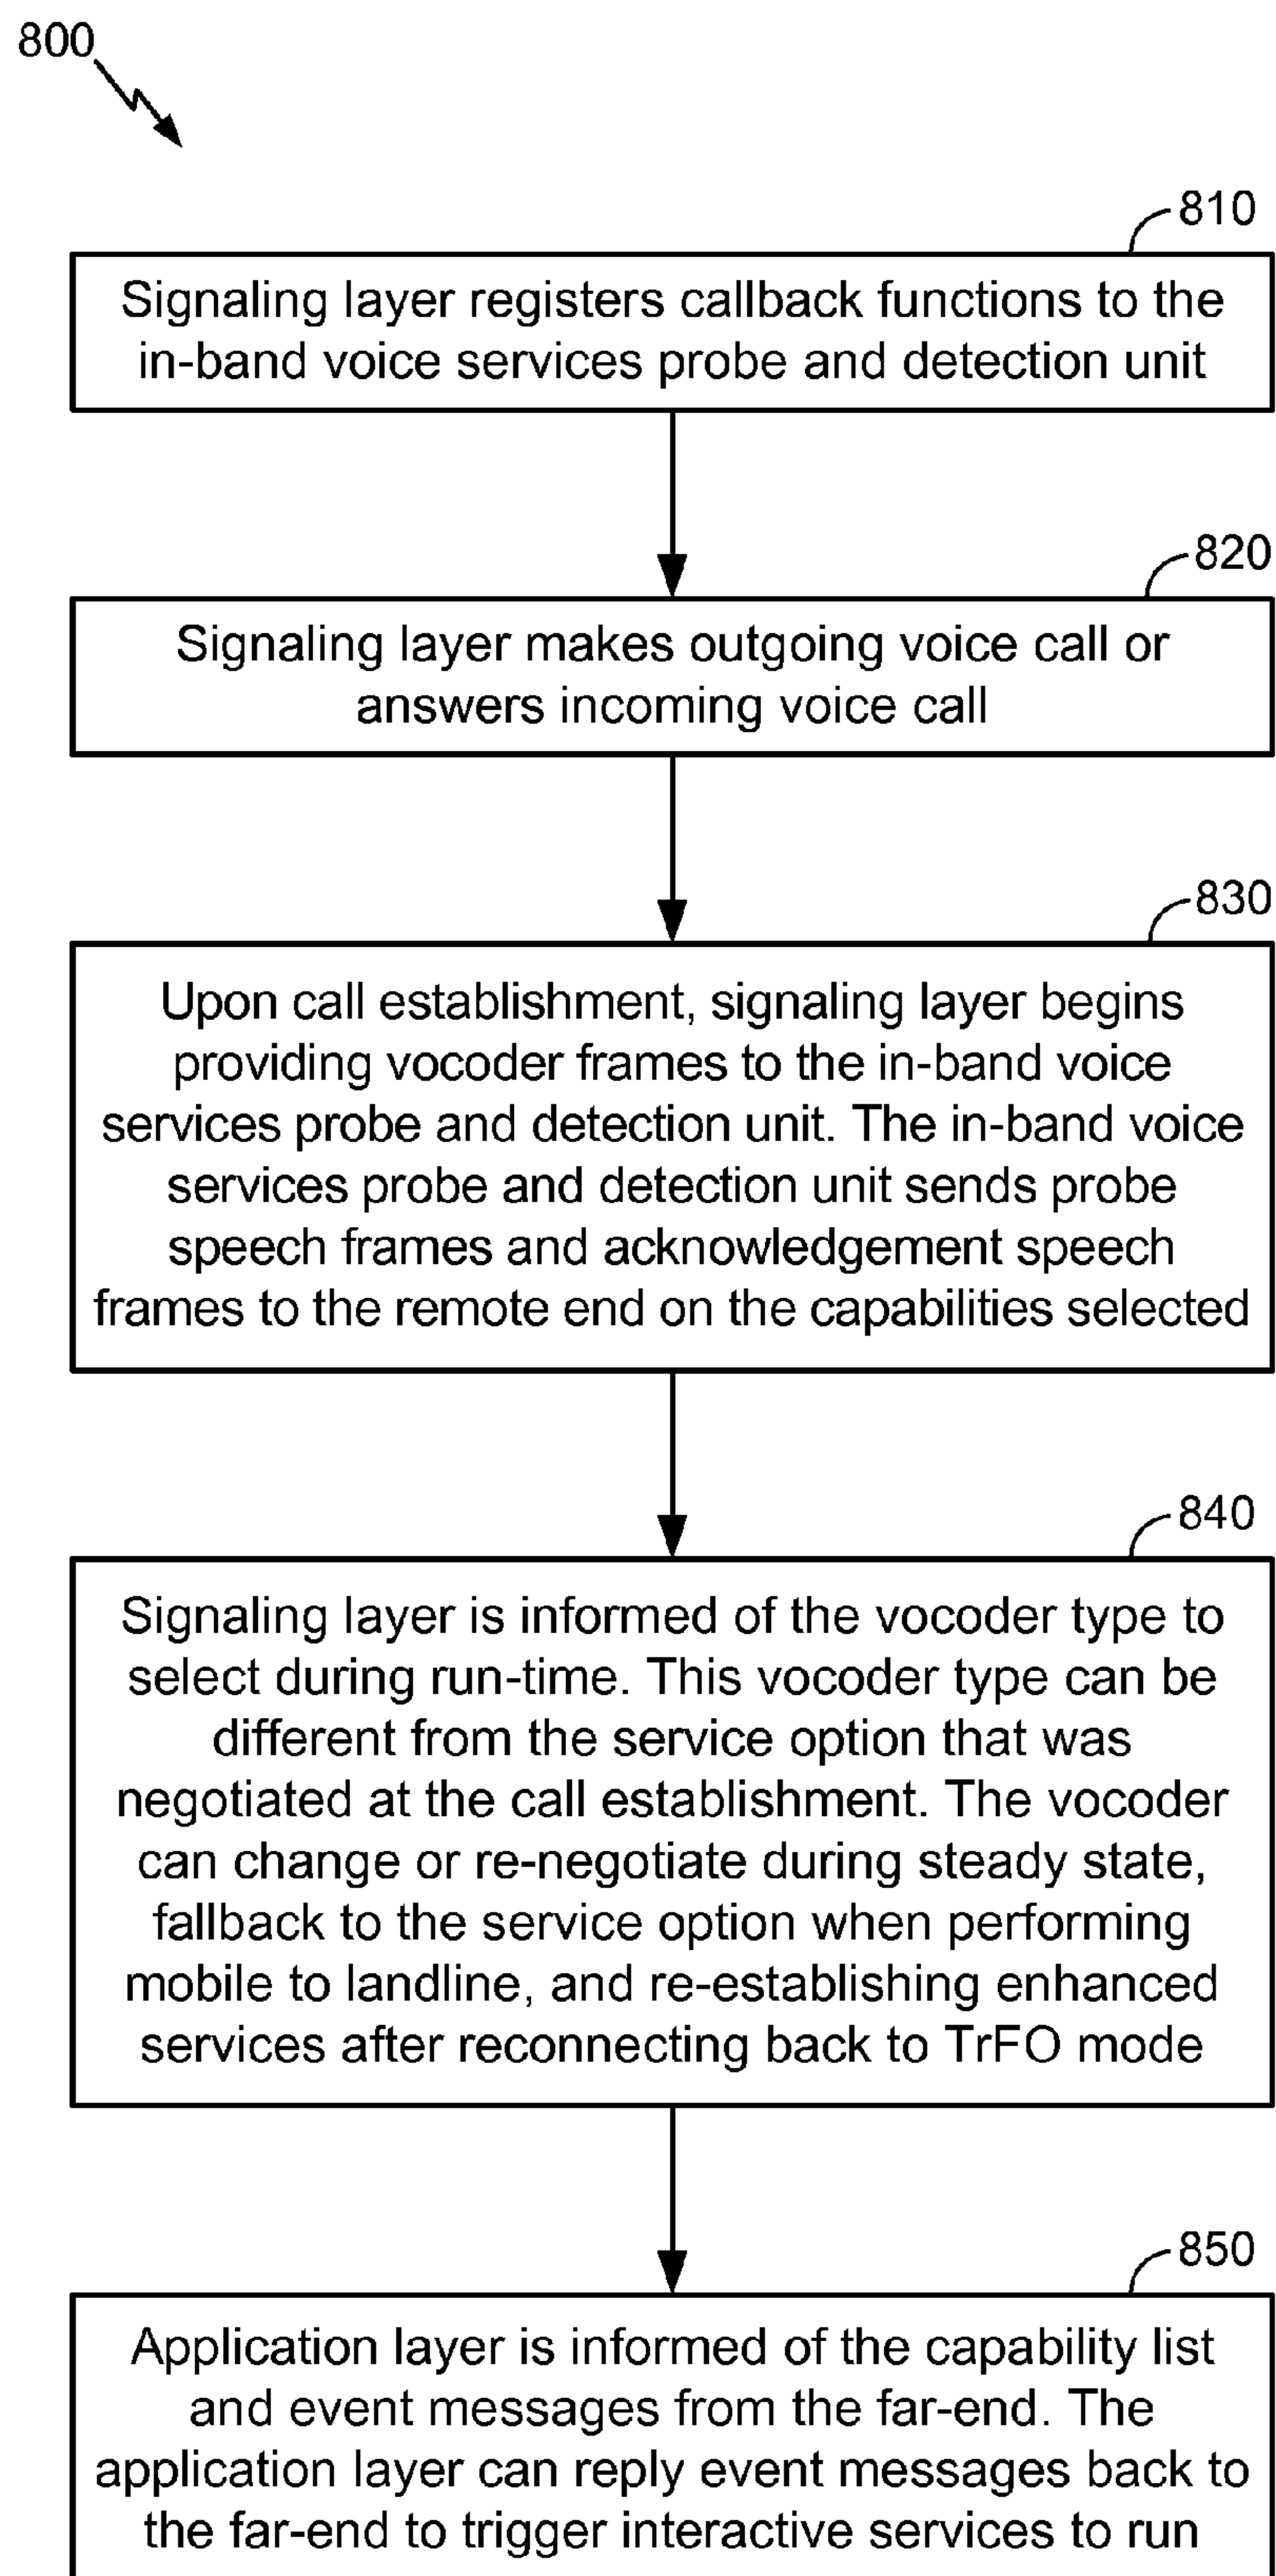 800
810
Signaling layer registers callback functions to the
in-band voice services probe and detection unit
820
Signaling layer makes outgoing voice call or
answers incoming voice call
830
Upon call establishment, signaling layer begins
providing vocoder frames to the in-band voice
services probe and detection unit. The in-band voice
services probe and detection unit sends probe
speech frames and acknowledgement speech
frames to the remote end on the capabilities selected
840
Signaling layer is informed of the vocoder type to
select during run-time. This vocoder type can be
different from the service option that was
negotiated at the call establishment. The vocoder
can change or re-negotiate during steady state,
fallback to the service option when performing
mobile to landline, and re-establishing enhanced
services after reconnecting back to TrFO mode
850
Application layer is informed of the capability list
and event messages from the far-end. The
application layer can reply event messages back to
the far-end to trigger interactive services to run